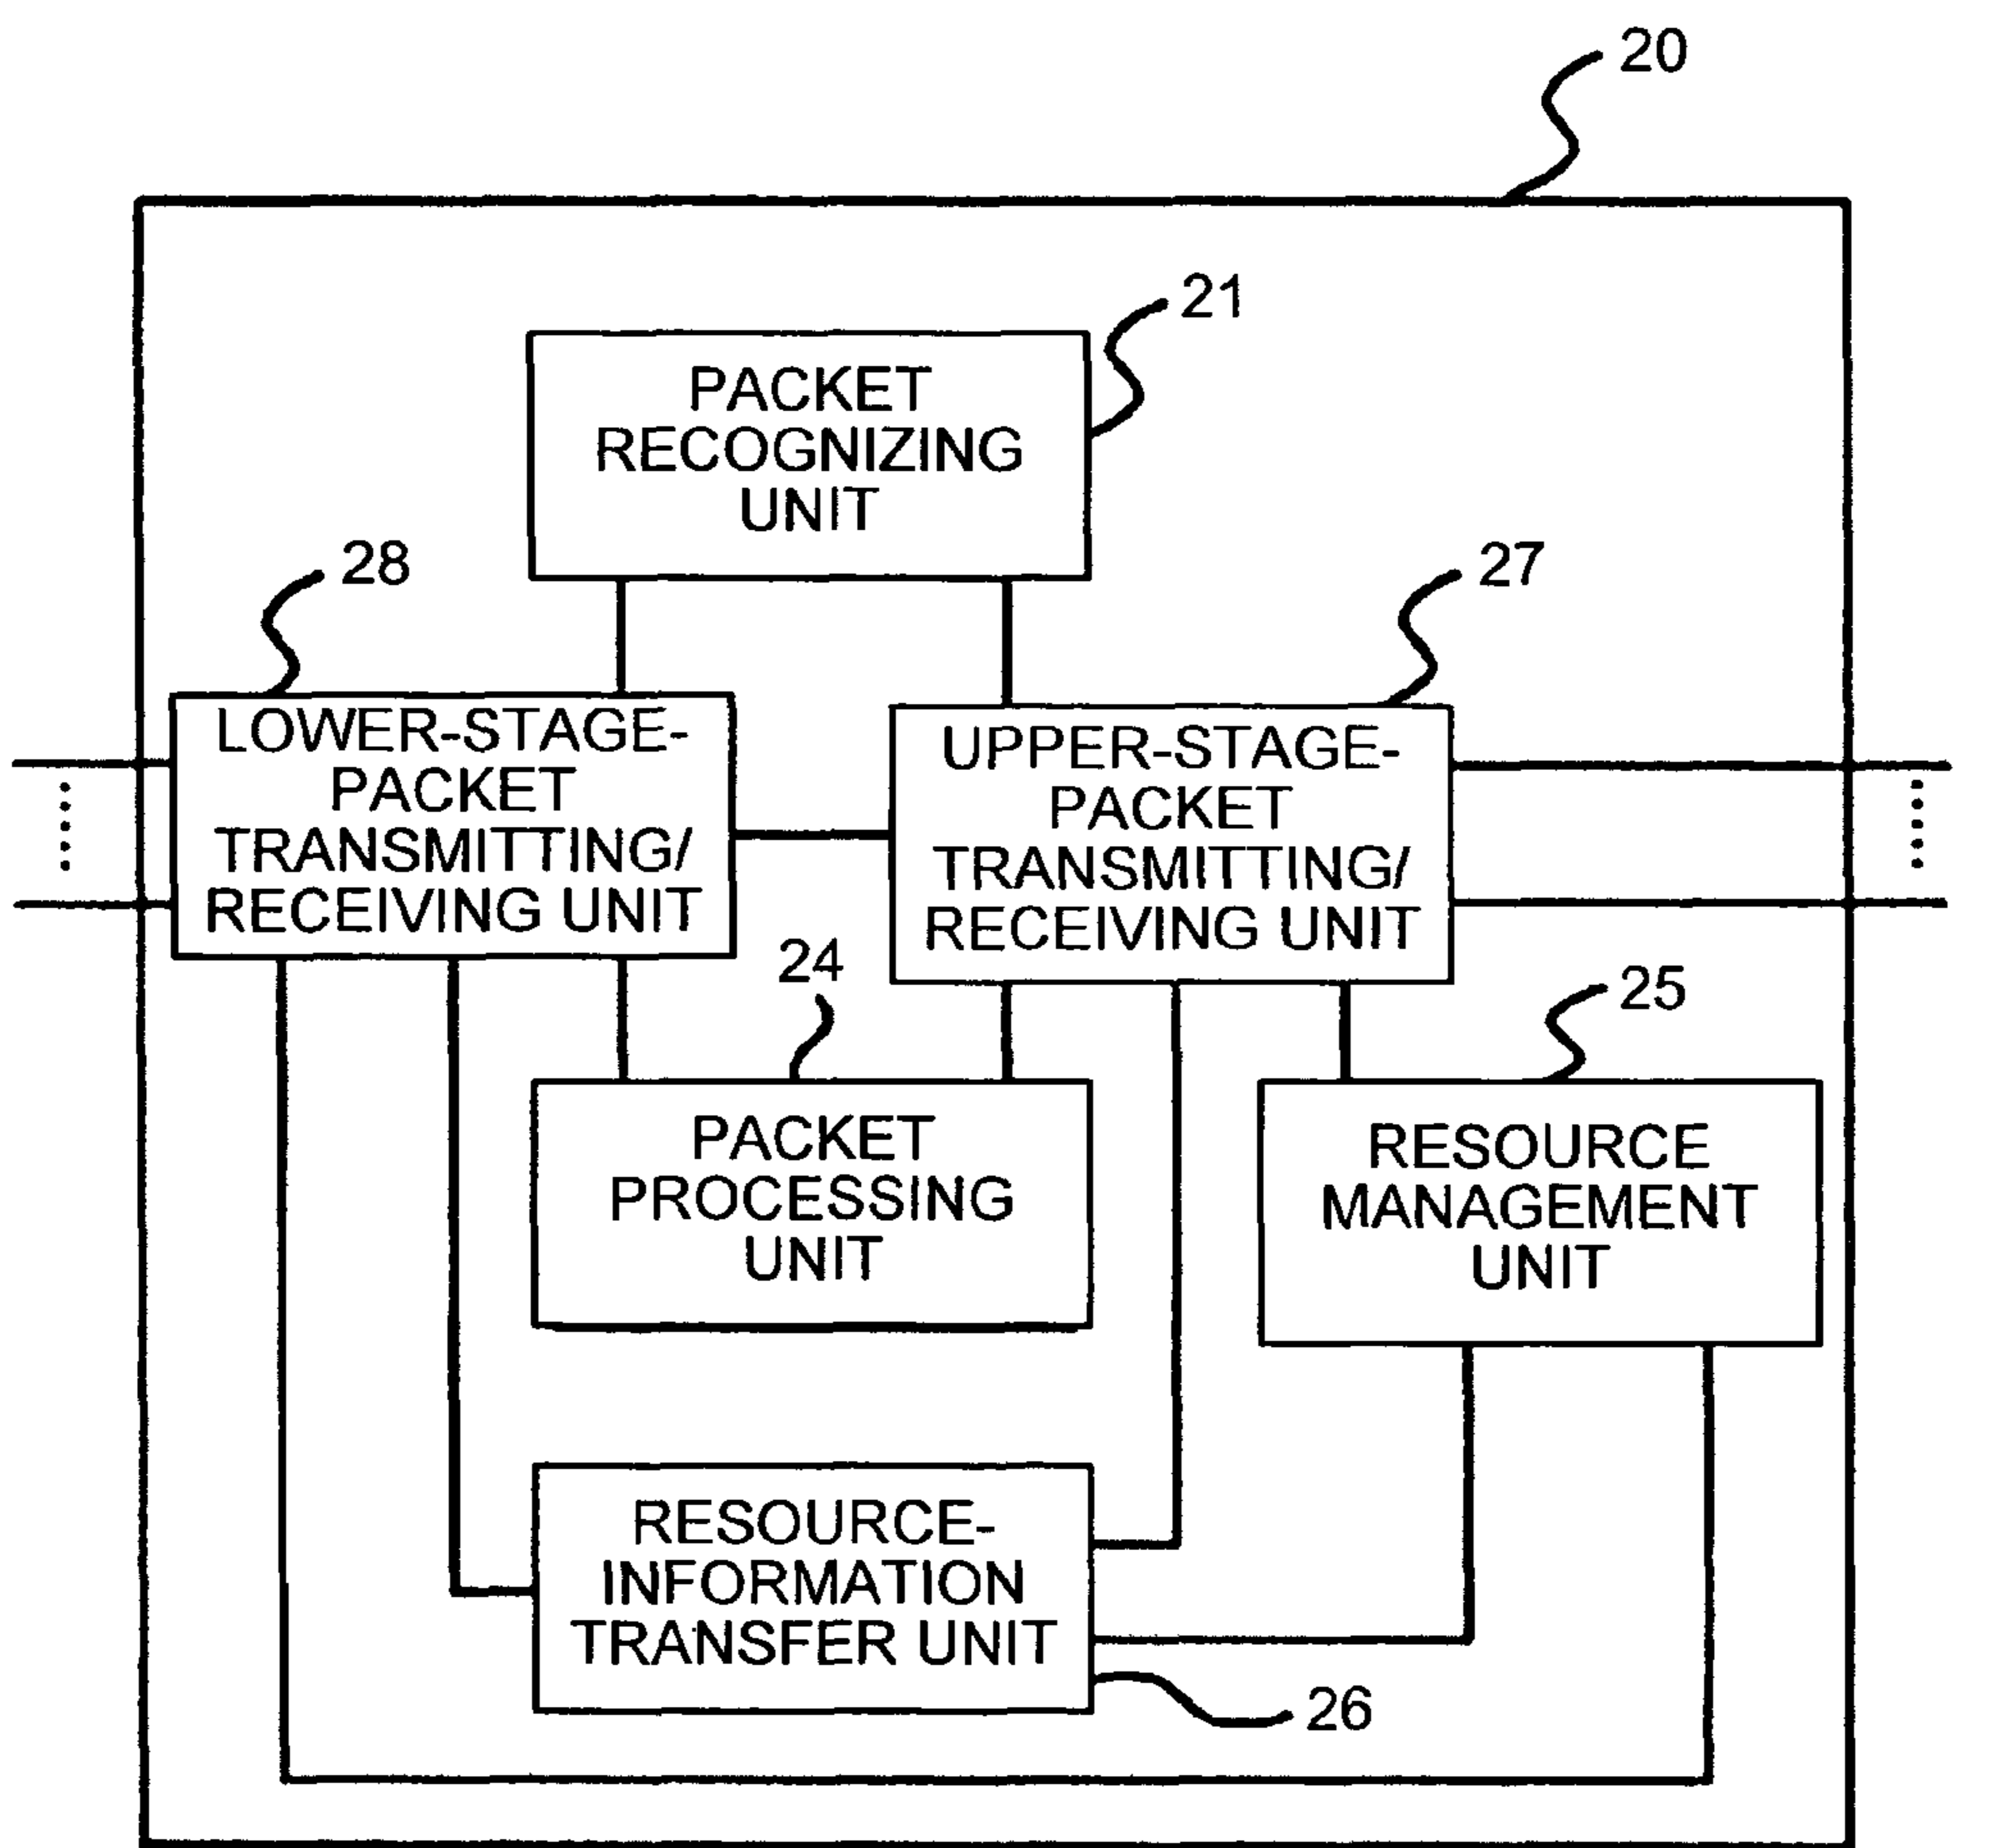 20
21
PACKET
RECOGNIZING
UNIT
28
27
LOWER-STAGE-
PACKET
TRANSMITTING/
RECEIVING UNIT
UPPER-STAGE-
PACKET
TRANSMITTING/
RECEIVING UNIT
24
25
PACKET
PROCESSING
UNIT
RESOURCE
MANAGEMENT
UNIT
RESOURCE-
INFORMATION
TRANSFER UNIT
26